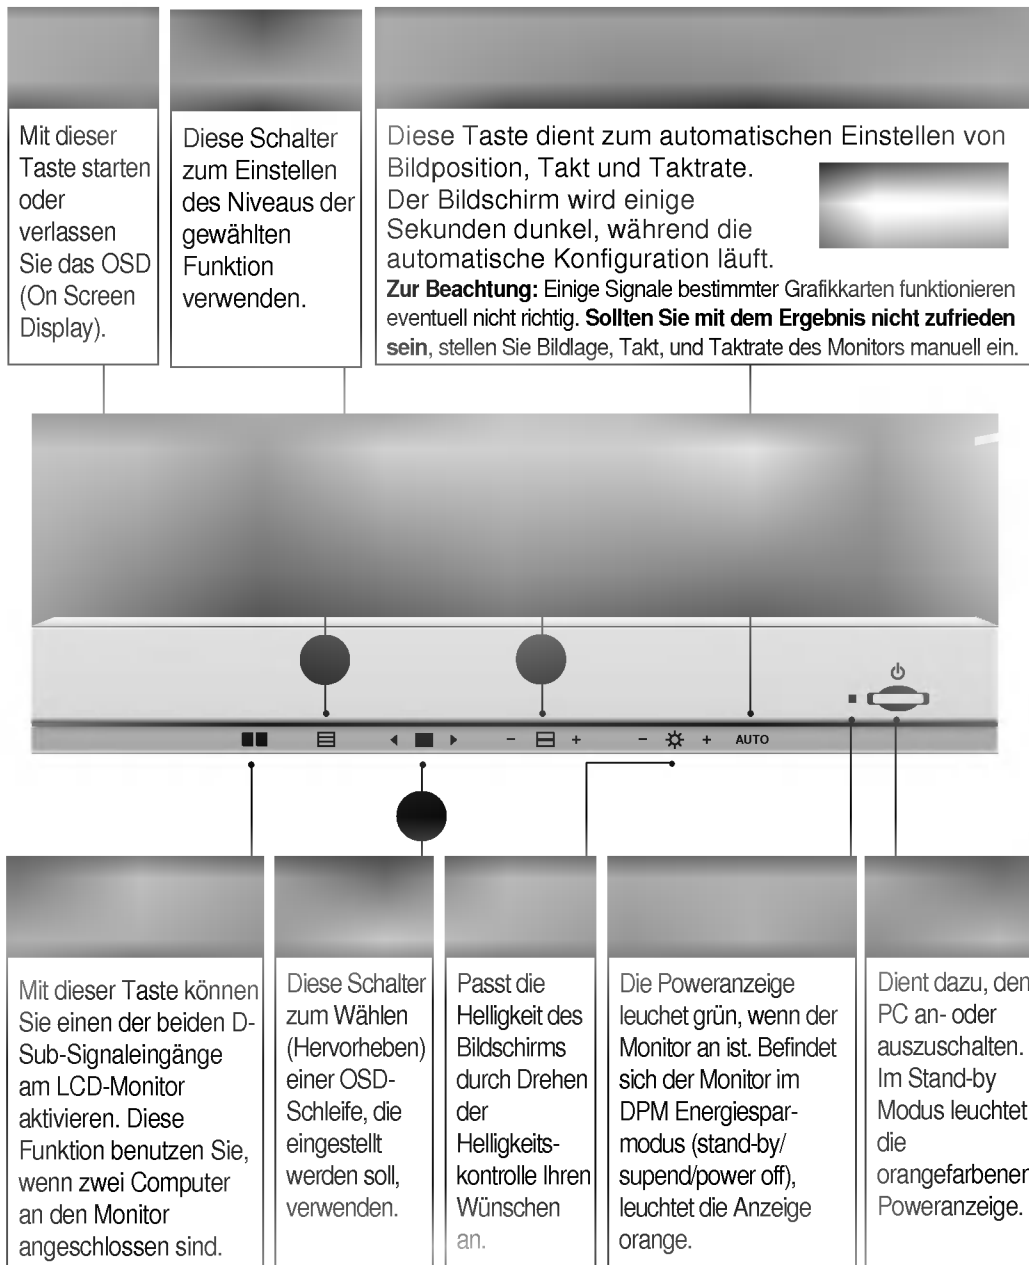 Mit dieser
Taste starten
oder
verlassen
Sie das OSD
(On Screen
Display).
Diese Schalter
zum Einstellen
des Niveaus der
gewählten
Funktion
verwenden.
Diese Taste dient zum automatischen Einstellen von
Bildposition, Takt und Taktrate.
Der Bildschirm wird einige
Sekunden dunkel, während die
automatische Konfiguration läuft.
Zur Beachtung: Einige Signale bestimmter Grafikkarten funktionieren
eventuell nicht richtig. Sollten Sie mit dem Ergebnis nicht zufrieden
sein, stellen Sie Bildlage, Takt, und Taktrate des Monitors manuell ein.
- + - + AUTO
Mit dieser Taste können
Sie einen der beiden D-
Sub-Signaleingänge
am LCD-Monitor
aktivieren. Diese
Funktion benutzen Sie,
wenn zwei Computer
an den Monitor
angeschlossen sind.
Diese Schalter
zum Wählen
(Hervorheben)
einer OSD-
Schleife, die
eingestellt
werden soll,
verwenden.
Passt die
Helligkeit des
Bildschirms
durch Drehen
der
Helligkeits-
kontrolle Ihren
Wünschen
an.
Die Poweranzeige
leuchet grün, wenn der
Monitor an ist. Befindet
sich der Monitor im
DPM Energiespar-
modus (stand-by/
supend/power off),
leuchtet die Anzeige
orange.
Dient dazu, den
PC an- oder
auszuschalten.
Im Stand-by
Modus leuchtet
die
orangefarbenen
Poweranzeige.